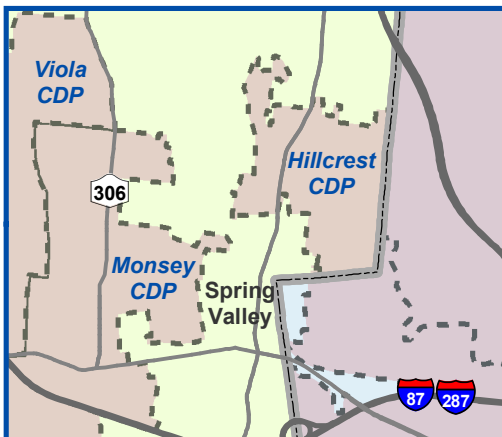 Viola
CDP
Hillcrest
CDP
306
Monsey
CDP
Spring
Valley
87
287